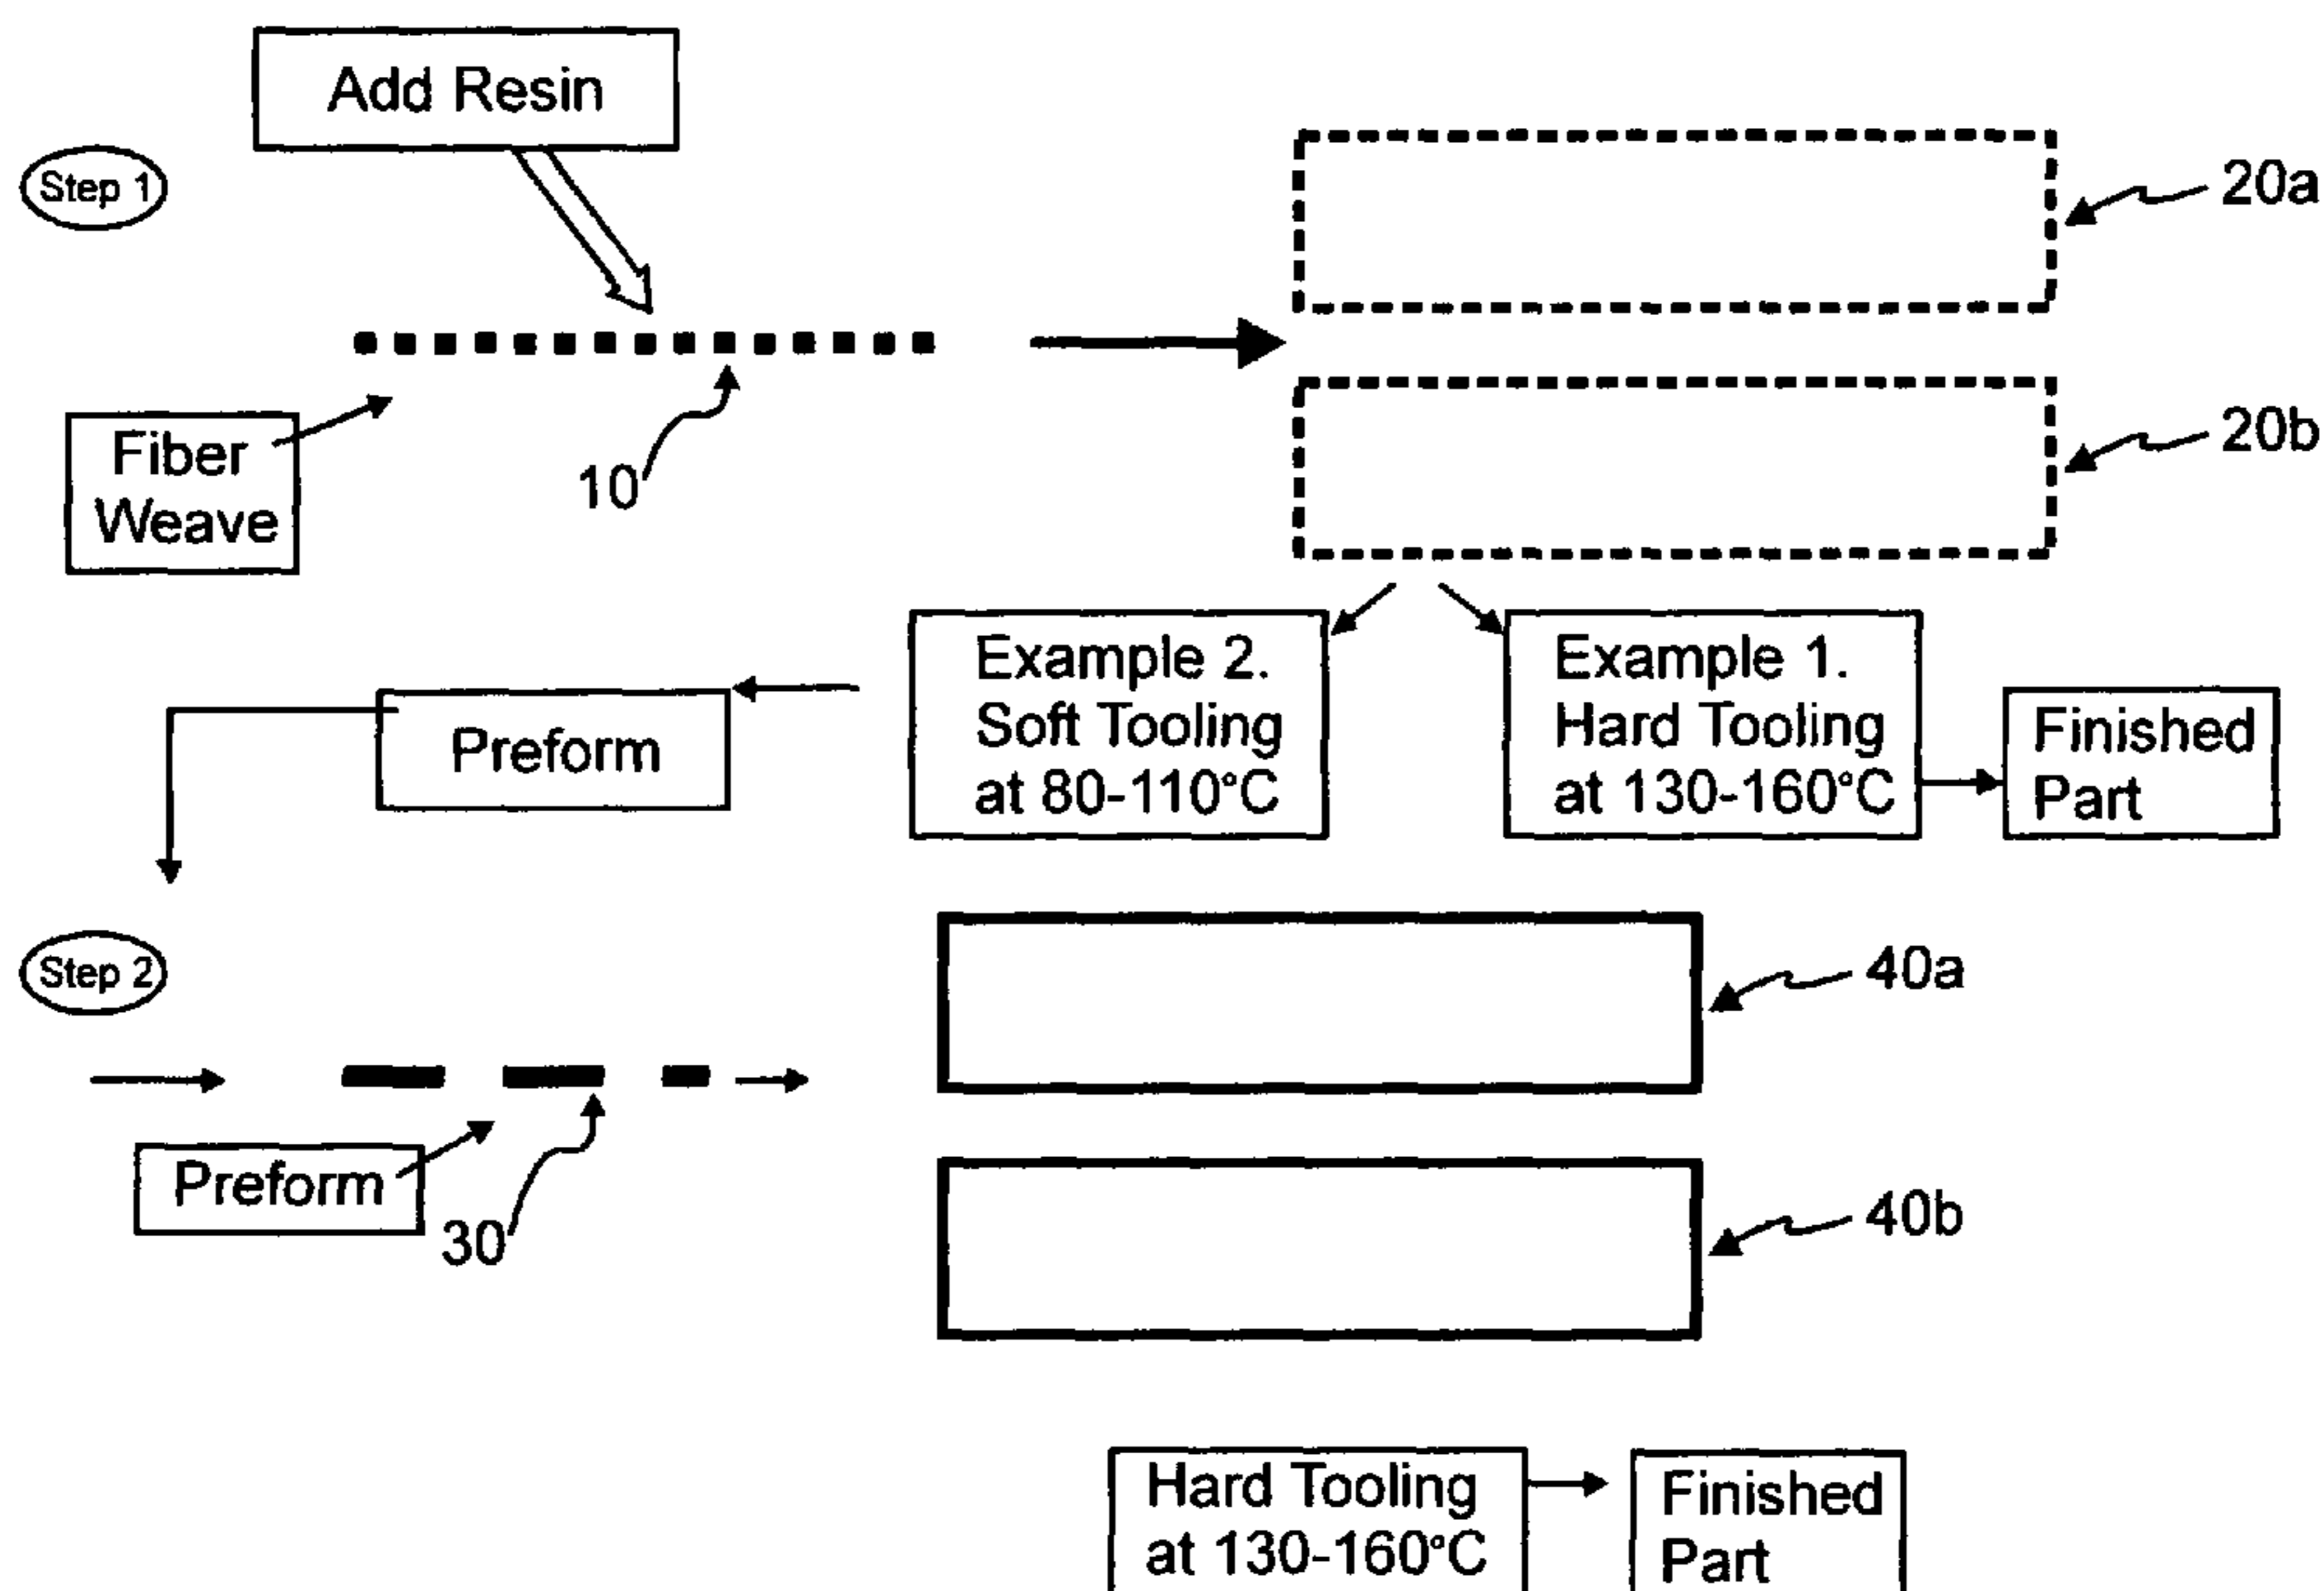 Add Resin
Step 1
20a
Fiber
Weave
10
20b
Example 2.
Soft Tooling
at 80-110°C
Example 1.
Hard Tooling
at 130-160°C
Finished
Part
Preform
Step 2
40a
Preform
30
40b
Hard Tooling
at 130-160°C
Finished
Part